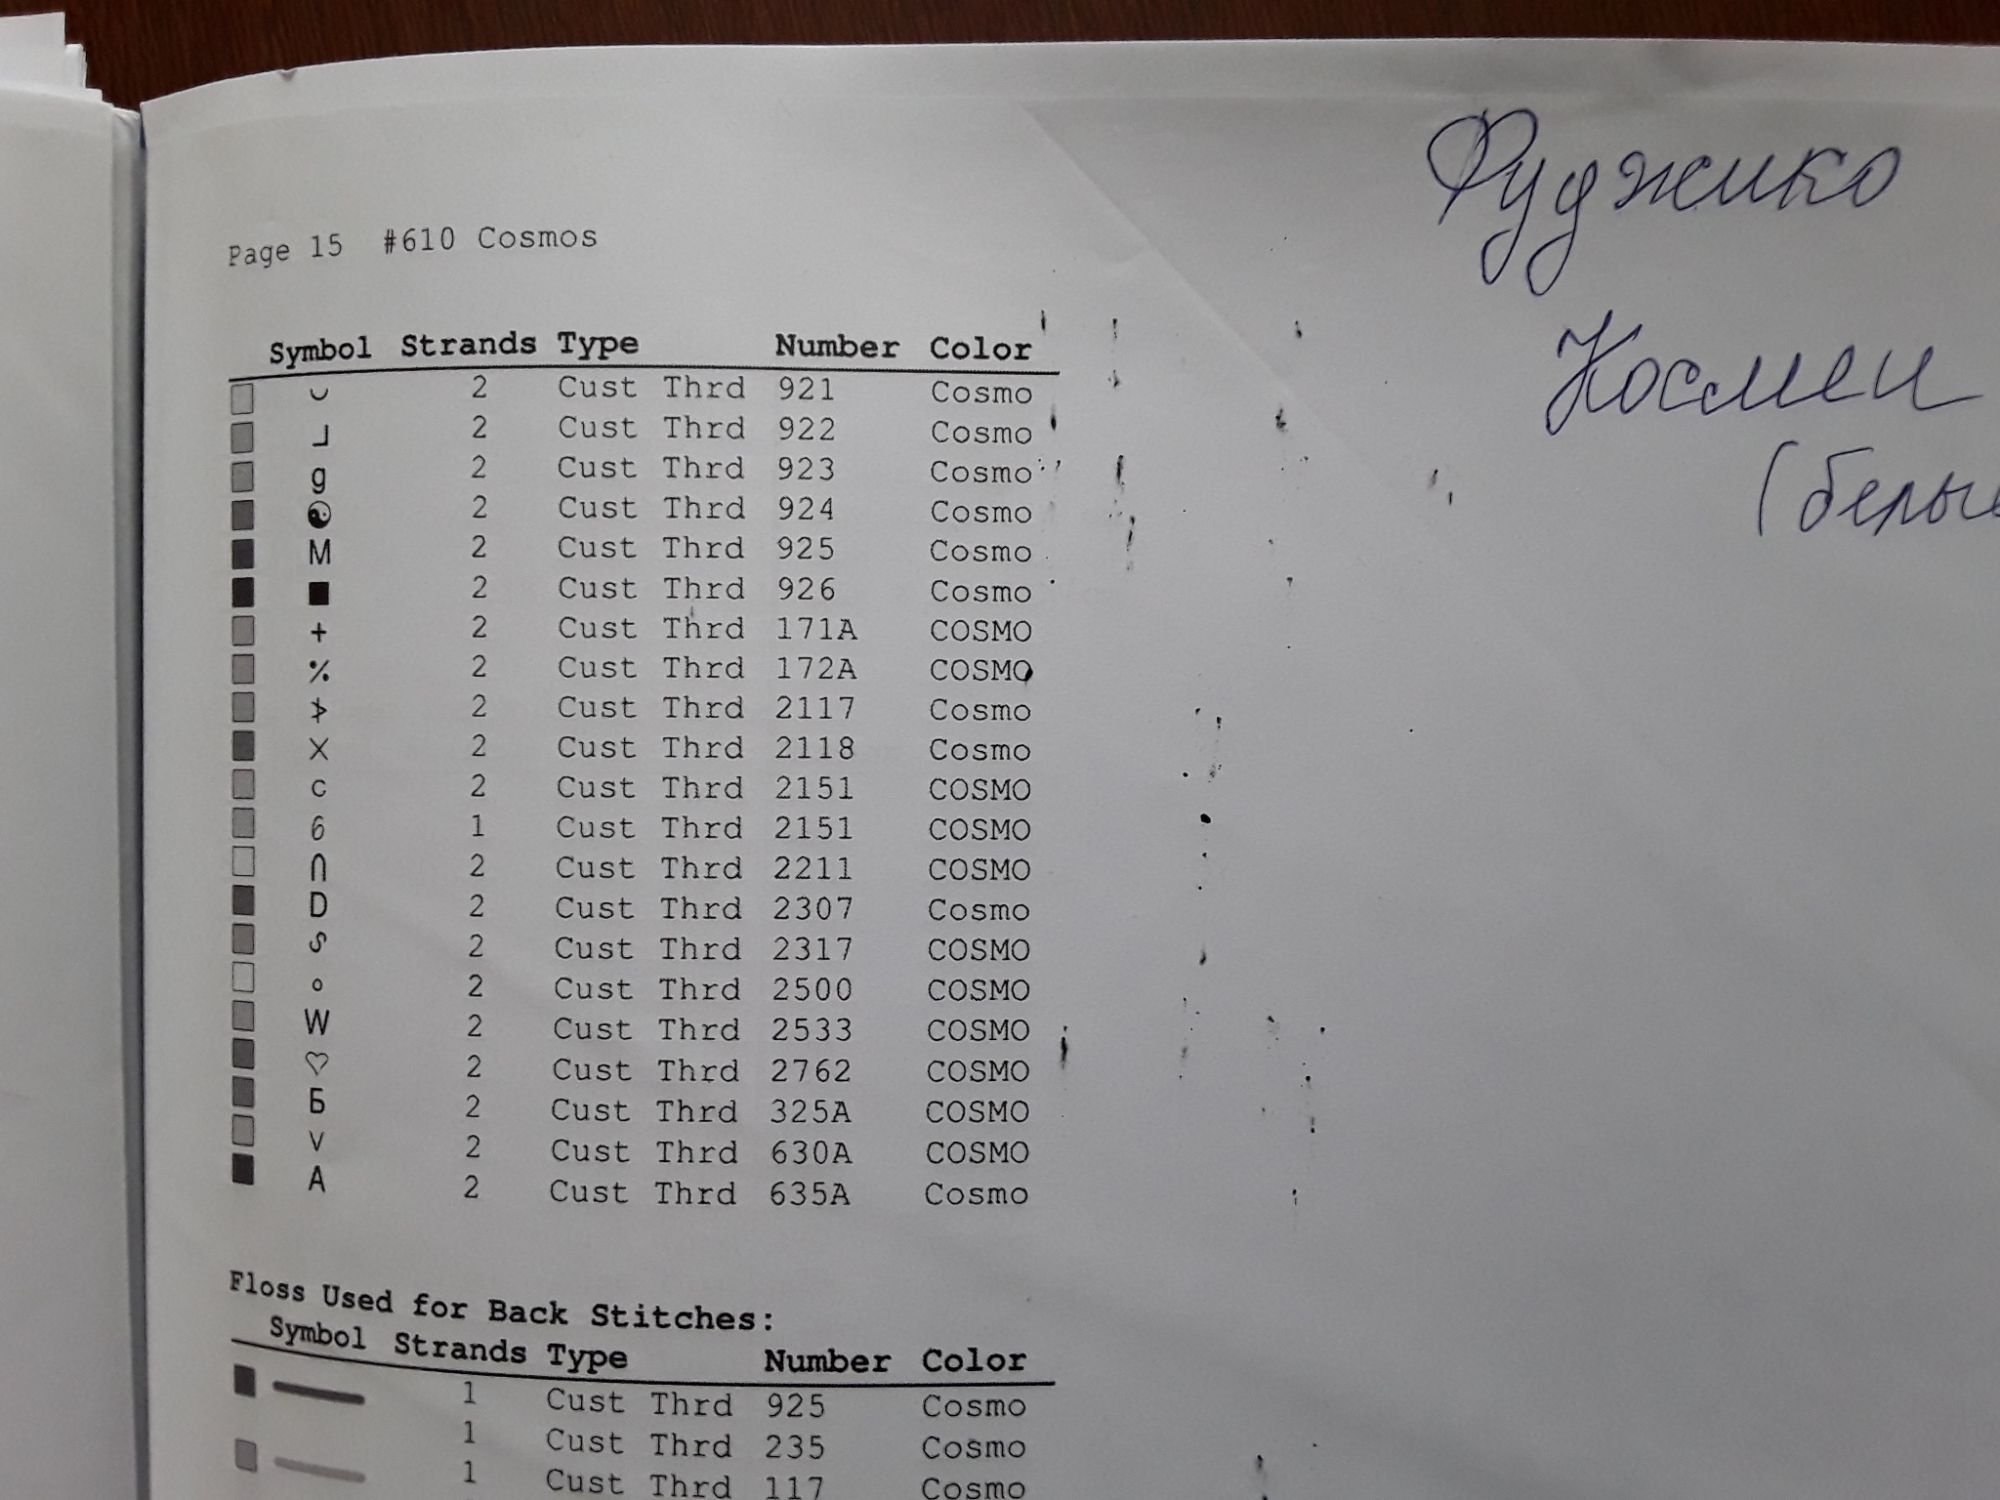 Фуджико
Космеи
(белы
Page 15 #610 Cosmos
Symbol Strands Type Number Color
◡ 2 Cust Thrd 921 Cosmo
┘ 2 Cust Thrd 922 Cosmo
g 2 Cust Thrd 923 Cosmo
☯ 2 Cust Thrd 924 Cosmo
M 2 Cust Thrd 925 Cosmo
■ 2 Cust Thrd 926 Cosmo
+ 2 Cust Thrd 171A COSMO
٪ 2 Cust Thrd 172A COSMO
2 Cust Thrd 2117 Cosmo
X 2 Cust Thrd 2118 Cosmo
c 2 Cust Thrd 2151 COSMO
6 1 Cust Thrd 2151 COSMO
∩ 2 Cust Thrd 2211 COSMO
D 2 Cust Thrd 2307 Cosmo
2 Cust Thrd 2317 COSMO
o 2 Cust Thrd 2500 COSMO
W 2 Cust Thrd 2533 COSMO
♡ 2 Cust Thrd 2762 COSMO
Б 2 Cust Thrd 325A COSMO
v 2 Cust Thrd 630A COSMO
A 2 Cust Thrd 635A Cosmo
Floss Used for Back Stitches:
Symbol Strands Type Number Color
1 Cust Thrd 925 Cosmo
1 Cust Thrd 235 Cosmo
1 Cust Thrd 117 Cosmo